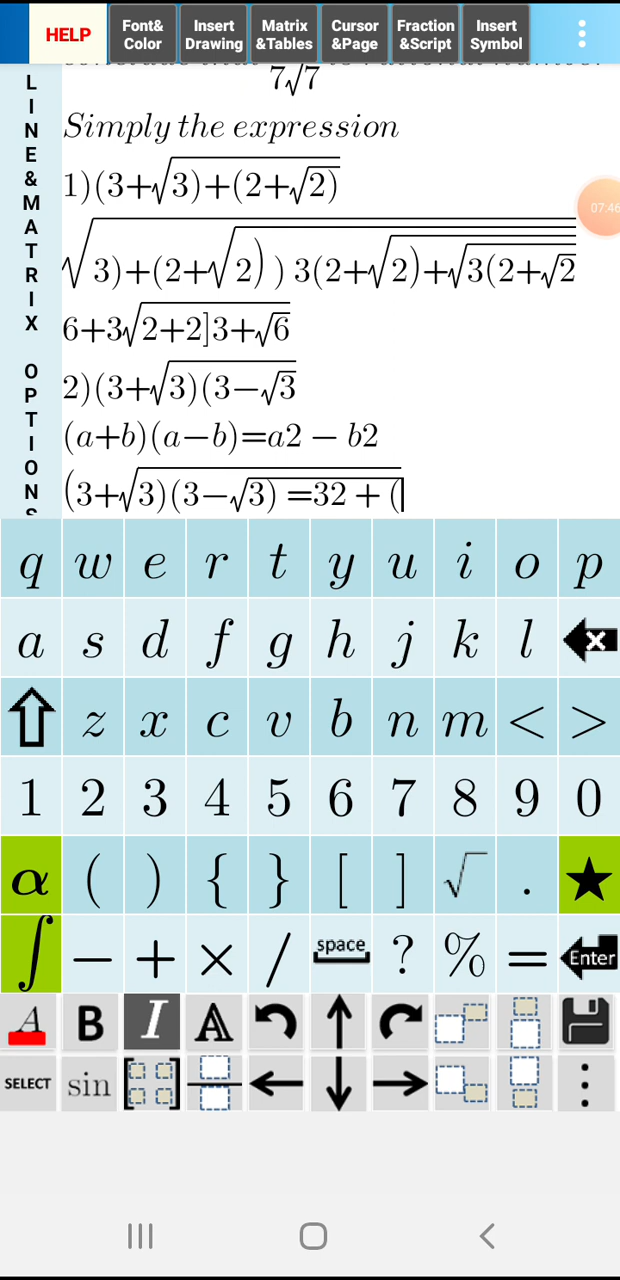 HELP
Font& Color
Insert Drawing
Matrix &Tables
Cursor &Page
Fraction &Script
Insert Symbol
LINE&MATRIX OPTIONS
7√7
Simply the expression
1)(3+√3)+(2+√2)
√3)+(2+√2))3(2+√2)+√3(2+√2
6+3√2+2]3+√6
2)(3+√3)(3−√3
(a+b)(a−b)=a2 − b2
(3+√3)(3−√3) =32 + (
07:46
q w e r t y u i o p
a s d f g h j k l
z x c v b n m < >
1 2 3 4 5 6 7 8 9 0
α ( ) { } [ ] √ . ★
∫ − + × / space ? % = Enter
A B I A
SELECT sin